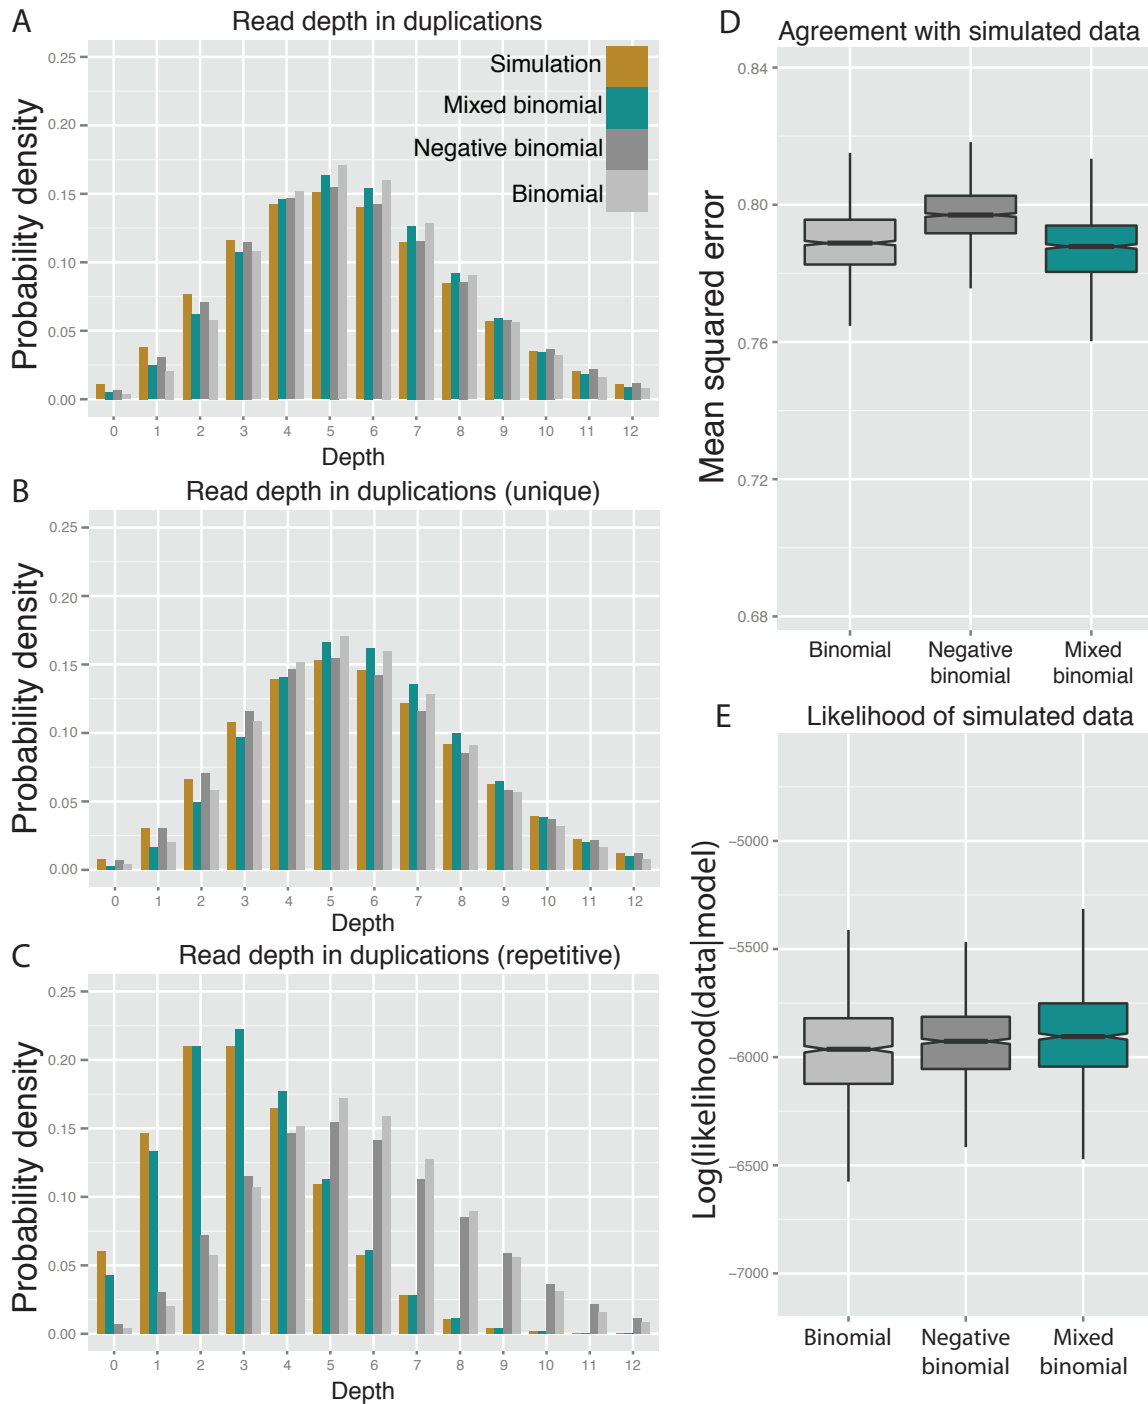 A
Read depth in duplications
Probability density
0.25
0.20
0.15
0.10
0.05
0.00
Simulation
Mixed binomial
Negative binomial
Binomial
0 1 2 3 4 5 6 7 8 9 10 11 12
Depth
B
Read depth in duplications (unique)
Probability density
0.25
0.20
0.15
0.10
0.05
0.00
0 1 2 3 4 5 6 7 8 9 10 11 12
Depth
C
Read depth in duplications (repetitive)
Probability density
0.25
0.20
0.15
0.10
0.05
0.00
0 1 2 3 4 5 6 7 8 9 10 11 12
Depth
D
Agreement with simulated data
Mean squared error
0.84
0.80
0.76
0.72
0.68
Binomial
Negative
binomial
Mixed
binomial
E
Likelihood of simulated data
Log(likelihood(data|model)
−5000
−5500
−6000
−6500
−7000
Binomial
Negative
binomial
Mixed
binomial